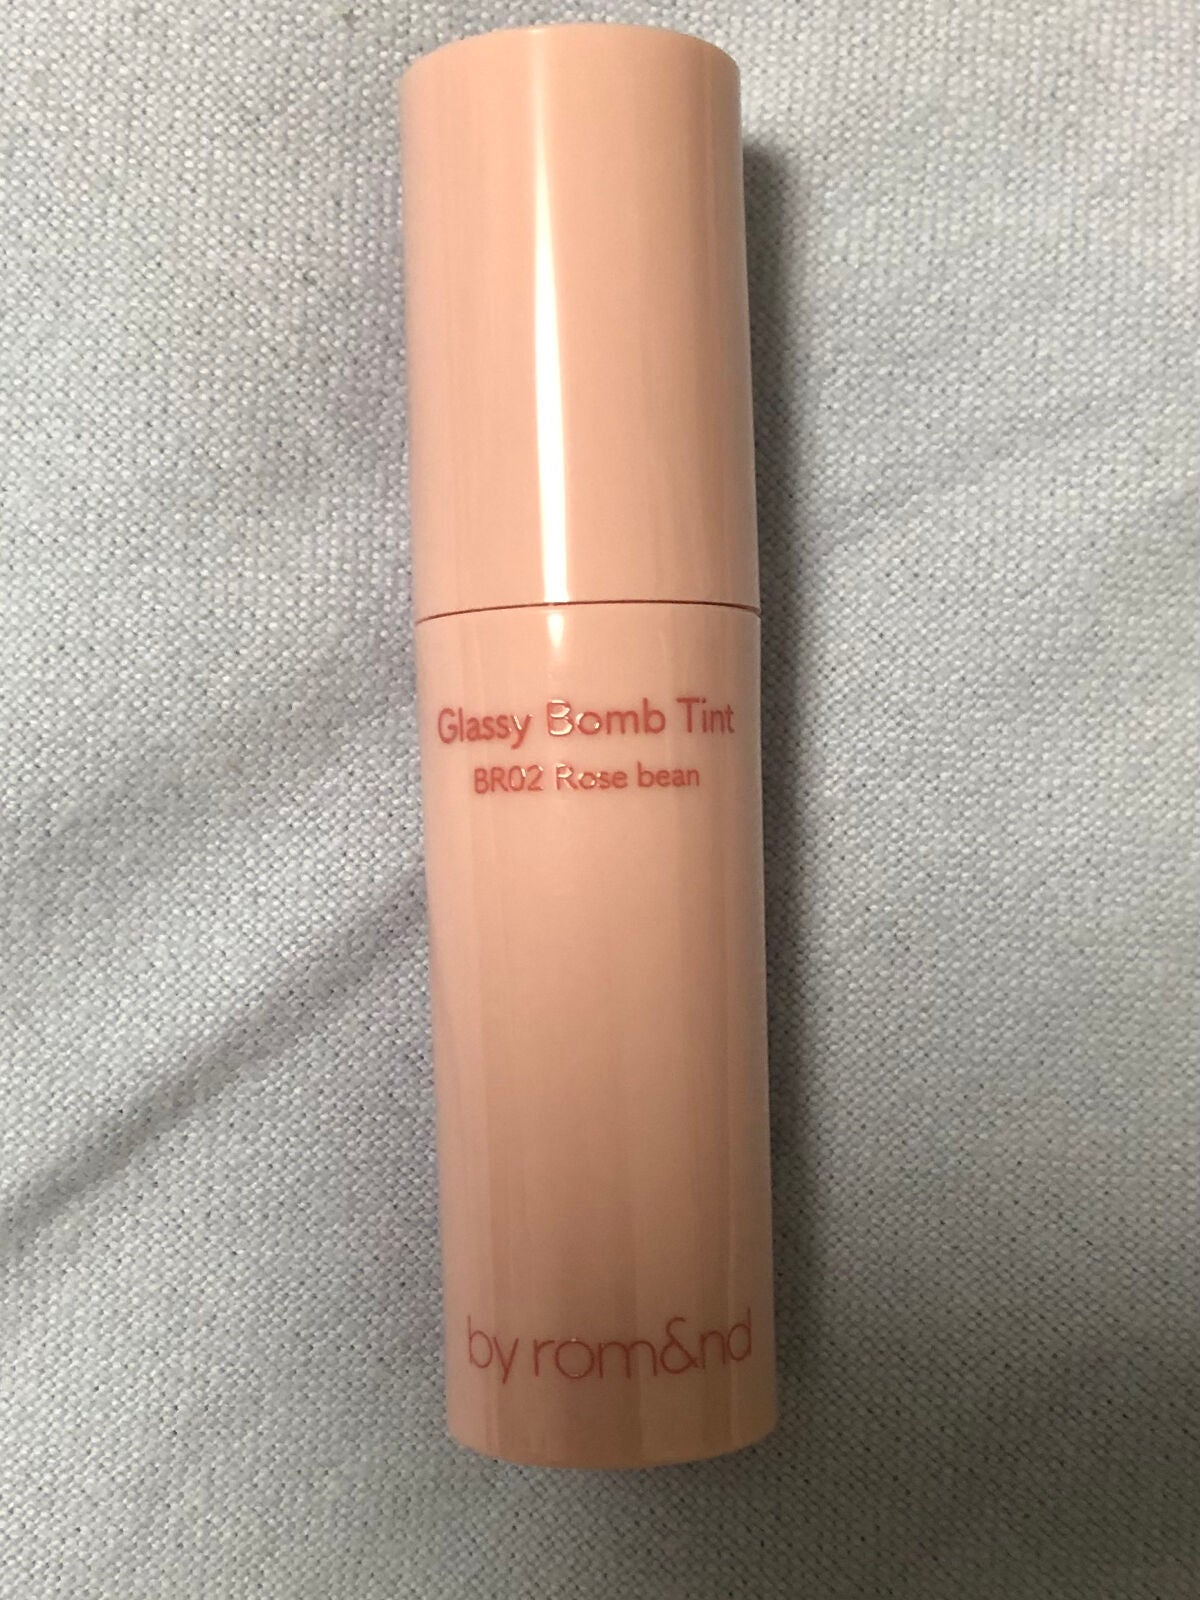 Glassy Bomb Tint
BR02 Rose bean
by rom&nd